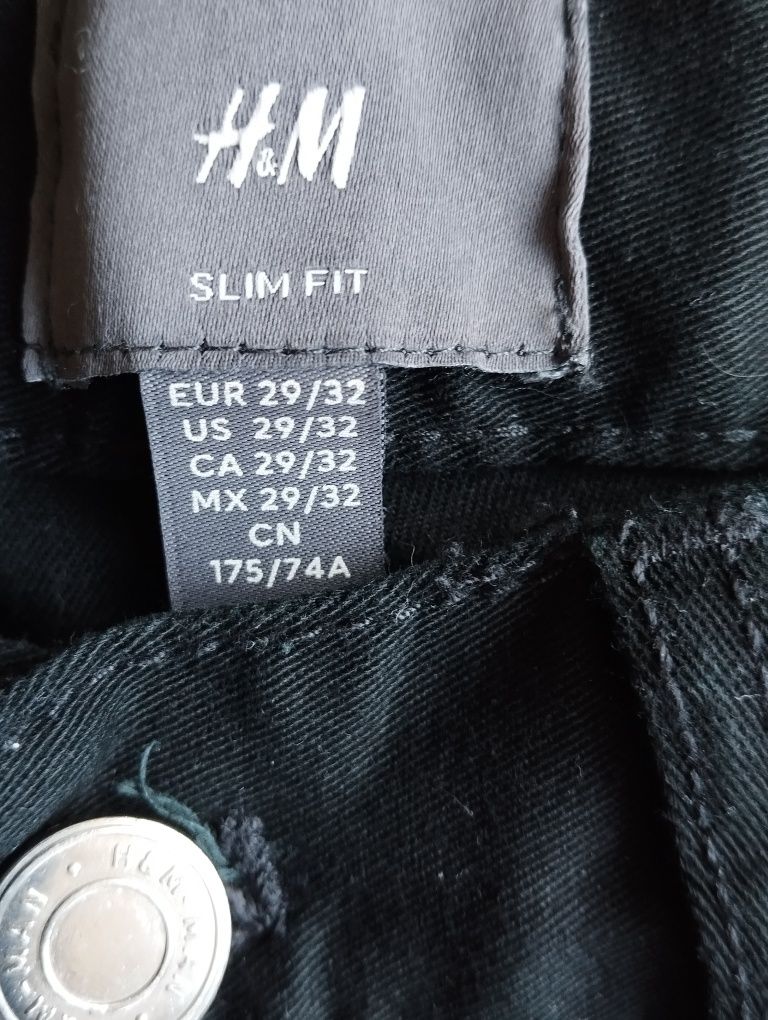 H&M
SLIM FIT
EUR 29/32
US 29/32
CA 29/32
MX 29/32
CN
175/74A
H&M